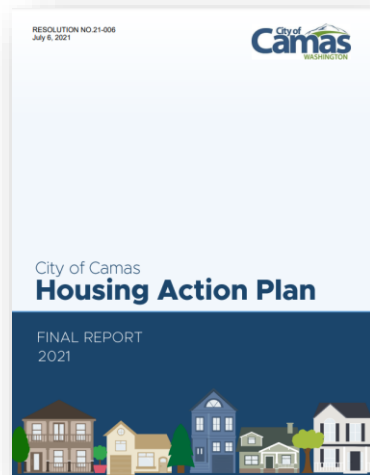 RESOLUTION NO.21-006
July 6, 2021
City of
Camas
WASHINGTON
City of Camas
Housing Action Plan
FINAL REPORT
2021